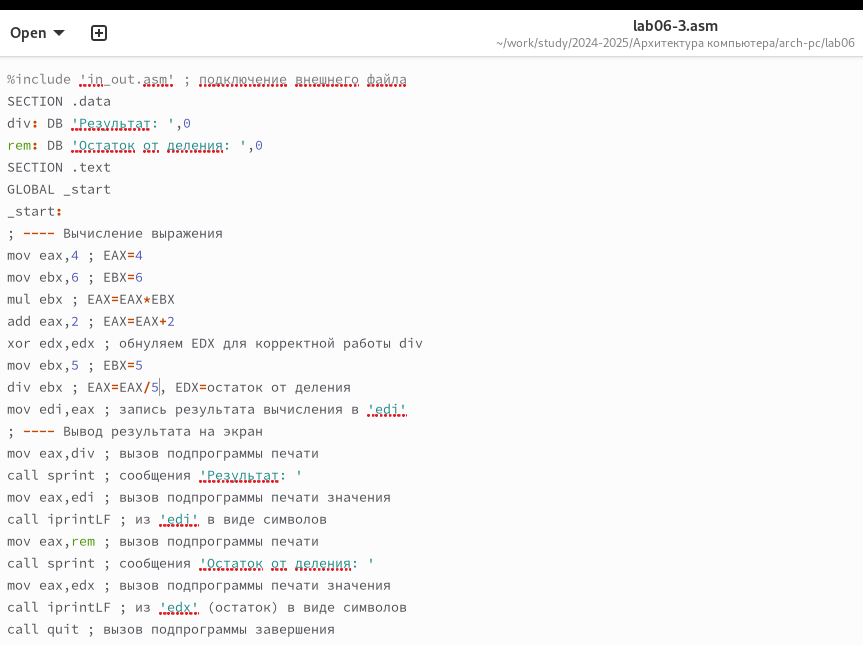 Open
lab06-3.asm
~/work/study/2024-2025/Архитектура компьютера/arch-pc/lab06
%include 'in_out.asm' ; подключение внешнего файла
SECTION .data
div: DB 'Результат: ',0
rem: DB 'Остаток от деления: ',0
SECTION .text
GLOBAL _start
_start:
; ---- Вычисление выражения
mov eax,4 ; EAX=4
mov ebx,6 ; EBX=6
mul ebx ; EAX=EAX*EBX
add eax,2 ; EAX=EAX+2
xor edx,edx ; обнуляем EDX для корректной работы div
mov ebx,5 ; EBX=5
div ebx ; EAX=EAX/5, EDX=остаток от деления
mov edi,eax ; запись результата вычисления в 'edi'
; ---- Вывод результата на экран
mov eax,div ; вызов подпрограммы печати
call sprint ; сообщения 'Результат: '
mov eax,edi ; вызов подпрограммы печати значения
call iprintLF ; из 'edi' в виде символов
mov eax,rem ; вызов подпрограммы печати
call sprint ; сообщения 'Остаток от деления: '
mov eax,edx ; вызов подпрограммы печати значения
call iprintLF ; из 'edx' (остаток) в виде символов
call quit ; вызов подпрограммы завершения